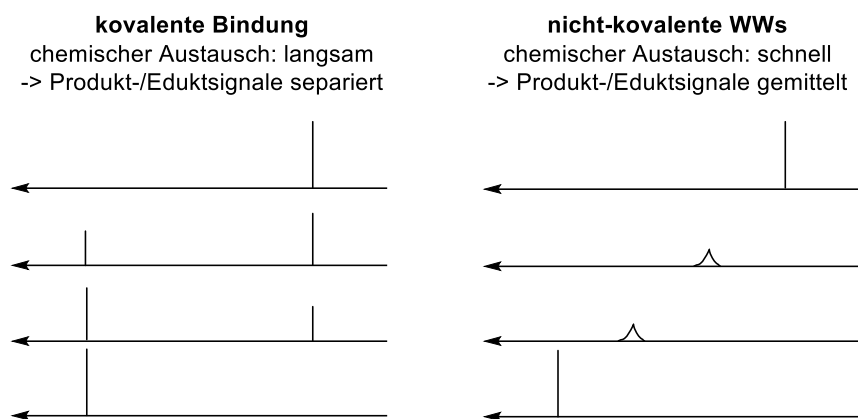 kovalente Bindung
chemischer Austausch: langsam
-> Produkt-/Eduktsignale separiert
nicht-kovalente WWs
chemischer Austausch: schnell
-> Produkt-/Eduktsignale gemittelt